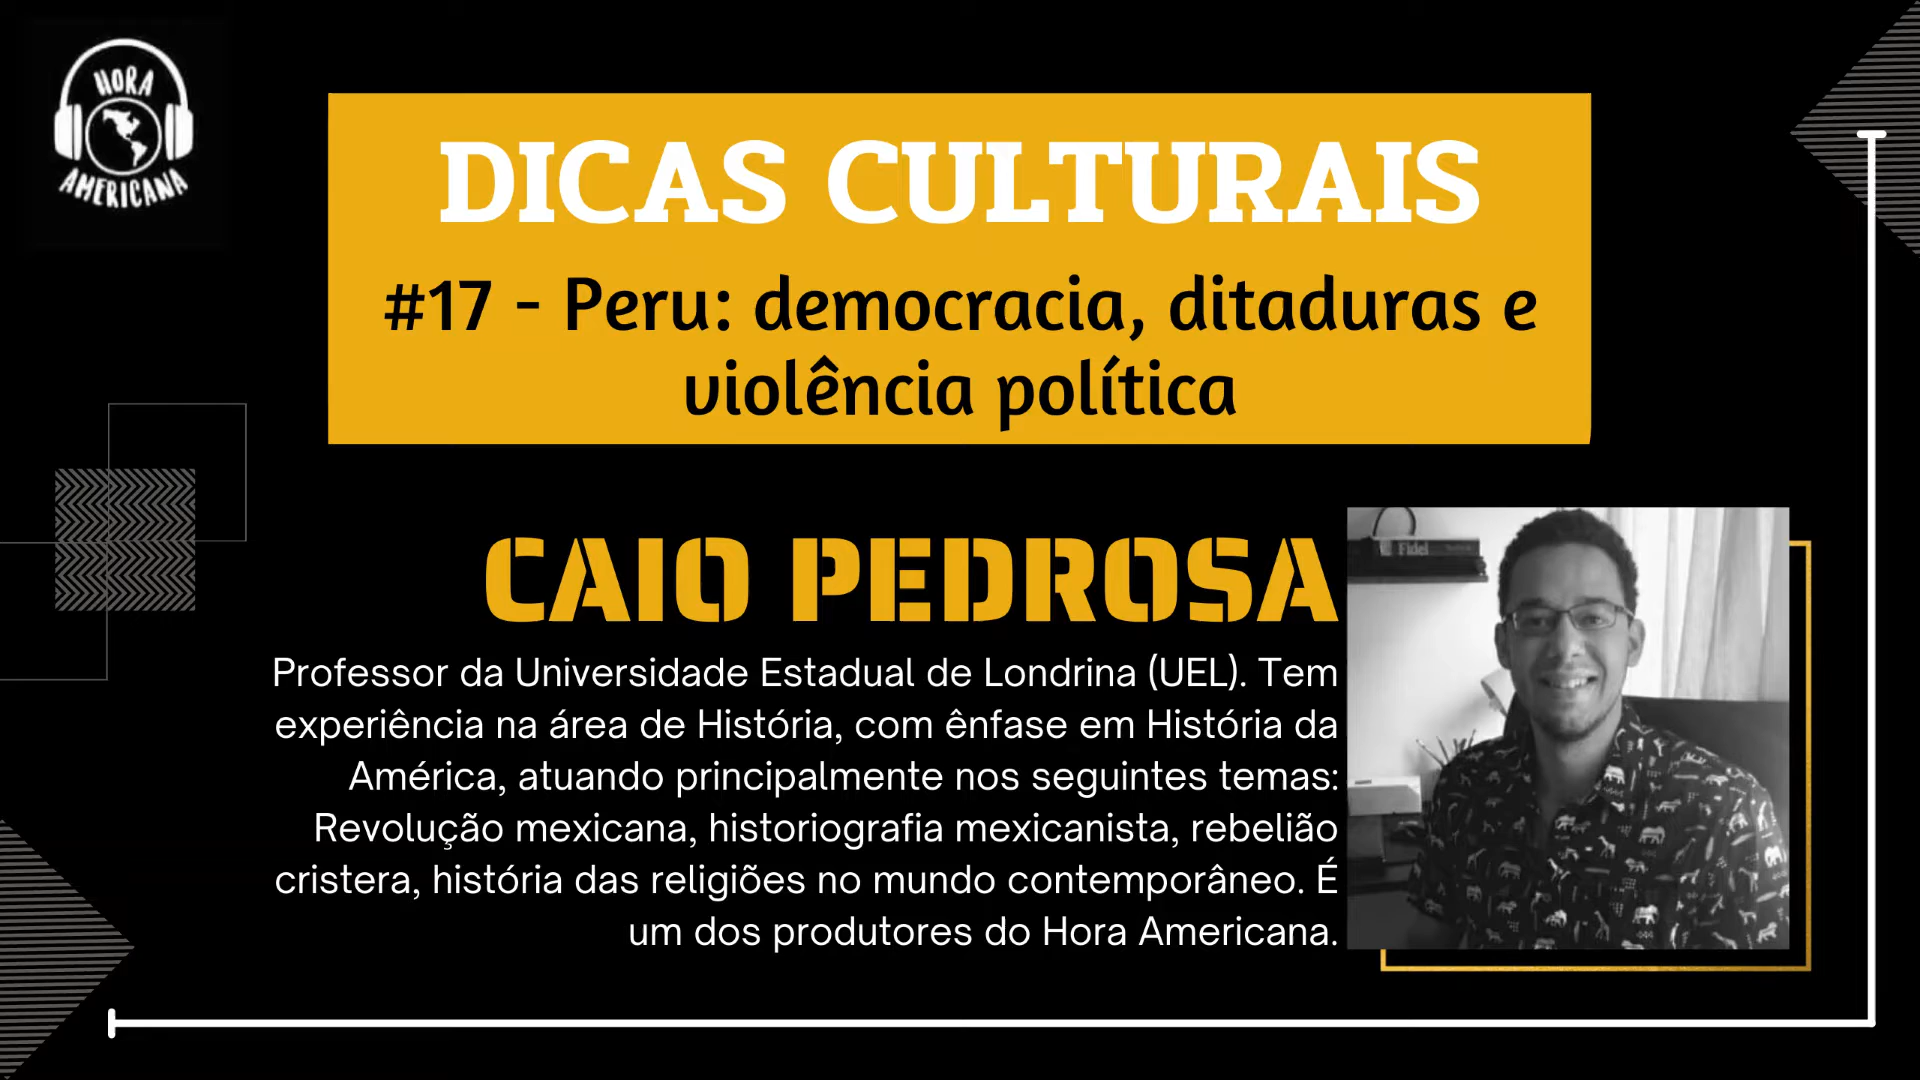 HORA
AMERICANA
DICAS CULTURAIS
#17 - Peru: democracia, ditaduras e
violência política
CAIO PEDROSA
Professor da Universidade Estadual de Londrina (UEL). Tem
experiência na área de História, com ênfase em História da
América, atuando principalmente nos seguintes temas:
Revolução mexicana, historiografia mexicanista, rebelião
cristera, história das religiões no mundo contemporâneo. É
um dos produtores do Hora Americana.
Fidel